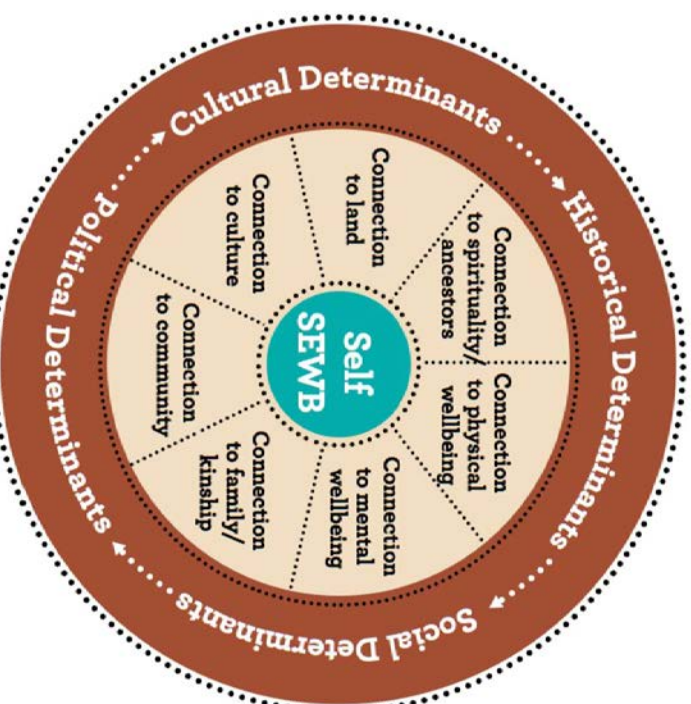 Cultural Determinants
Historical Determinants
Social Determinants
Political Determinants
Connection
to spirituality/
ancestors
Connection
to physical
wellbeing
Connection
to mental
wellbeing
Connection
to family/
kinship
Connection
to community
Connection
to culture
Connection
to land
Self
SEWB